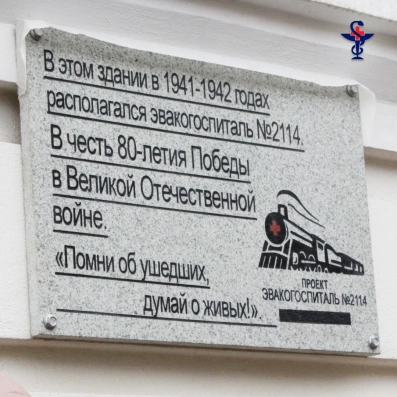 В этом здании в 1941-1942 годах
располагался эвакогоспиталь №2114.
В честь 80-летия Победы
в Великой Отечественной
войне.
«Помни об ушедших,
думай о живых!».
ПРОЕКТ
ЭВАКОГОСПИТАЛЬ №2114